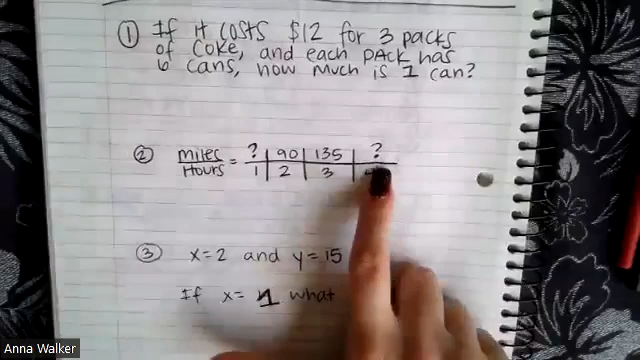 ① If it costs $12 for 3 packs
of coke, and each pack has
6 cans, how much is 1 can?
② miles = ? | 90 | 135 | ?
Hours 1 | 2 | 3 |
③ x=2 and y=15
If x= 1 what
Anna Walker